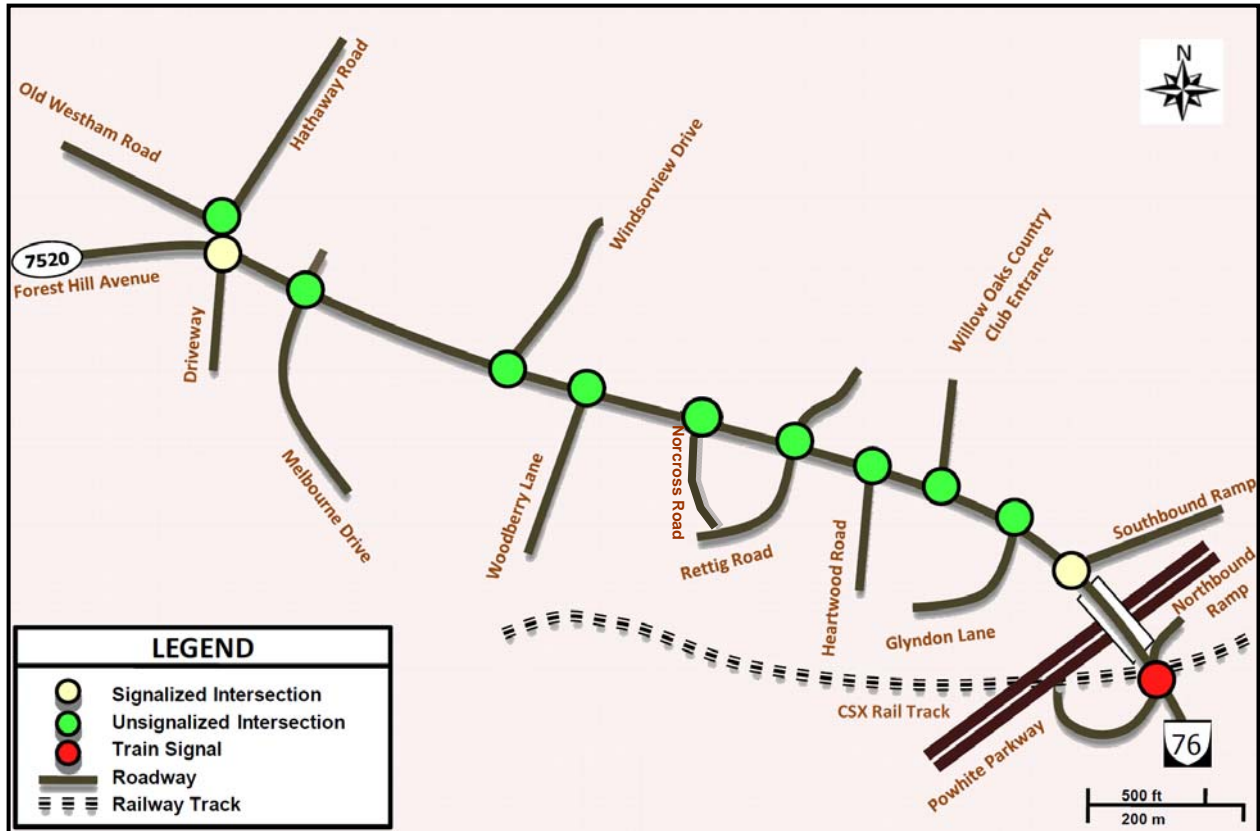 N
Old Westham Road
Hathaway Road
7520
Forest Hill Avenue
Driveway
Melbourne Drive
Windsorview Drive
Woodberry Lane
Norcross Road
Rettig Road
Heartwood Road
Willow Oaks Country
Club Entrance
Glyndon Lane
Southbound Ramp
Northbound
Ramp
CSX Rail Track
Powhite Parkway
76
LEGEND
Signalized Intersection
Unsignalized Intersection
Train Signal
Roadway
Railway Track
500 ft
200 m